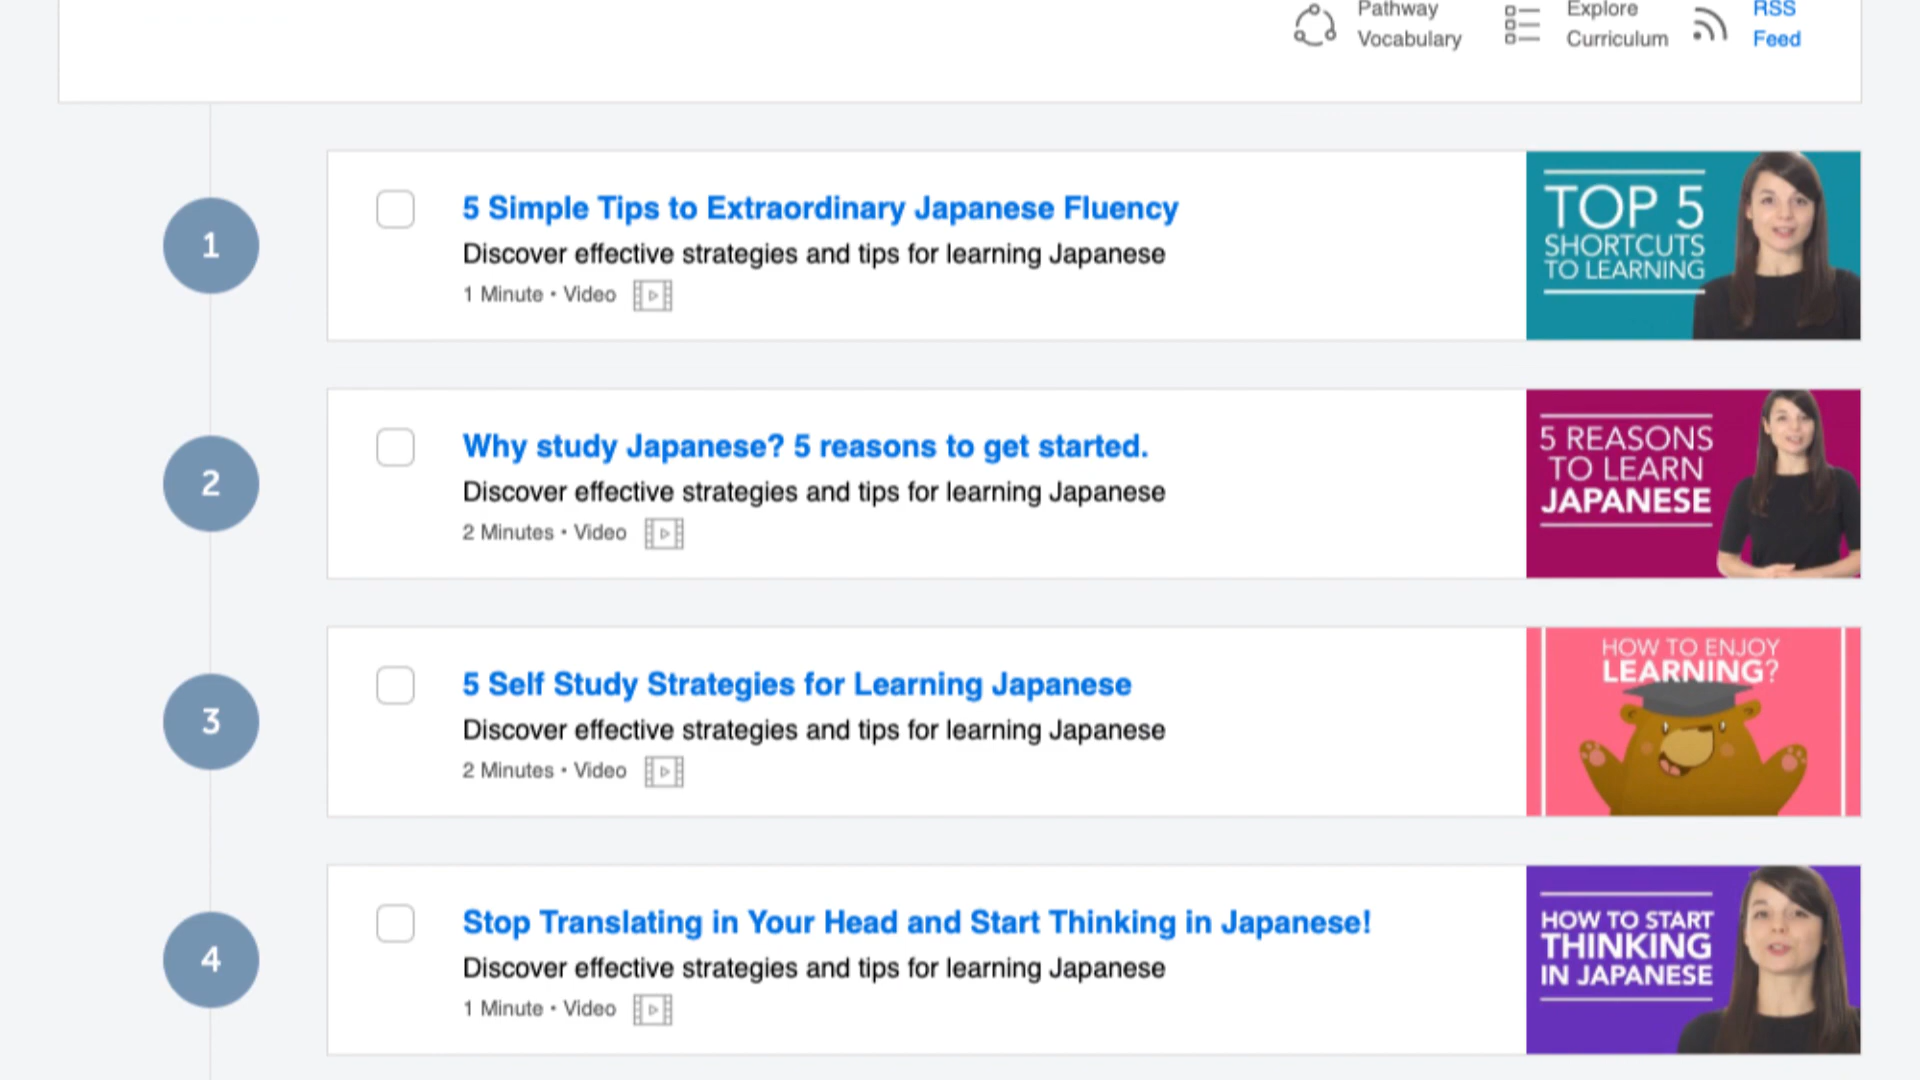 Pathway
Vocabulary
Explore
Curriculum
RSS
Feed
1
5 Simple Tips to Extraordinary Japanese Fluency
Discover effective strategies and tips for learning Japanese
1 Minute • Video
TOP 5
SHORTCUTS
TO LEARNING
2
Why study Japanese? 5 reasons to get started.
Discover effective strategies and tips for learning Japanese
2 Minutes • Video
5 REASONS
TO LEARN
JAPANESE
3
5 Self Study Strategies for Learning Japanese
Discover effective strategies and tips for learning Japanese
2 Minutes • Video
HOW TO ENJOY
LEARNING?
4
Stop Translating in Your Head and Start Thinking in Japanese!
Discover effective strategies and tips for learning Japanese
1 Minute • Video
HOW TO START
THINKING
IN JAPANESE